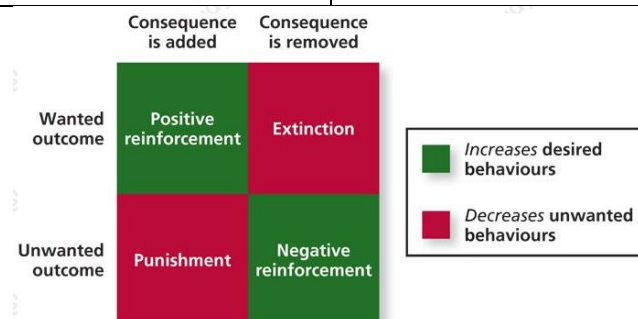 Consequence
is added
Consequence
is removed
Wanted
outcome
Positive
reinforcement
Extinction
Increases desired
behaviours
Decreases unwanted
behaviours
Unwanted
outcome
Punishment
Negative
reinforcement